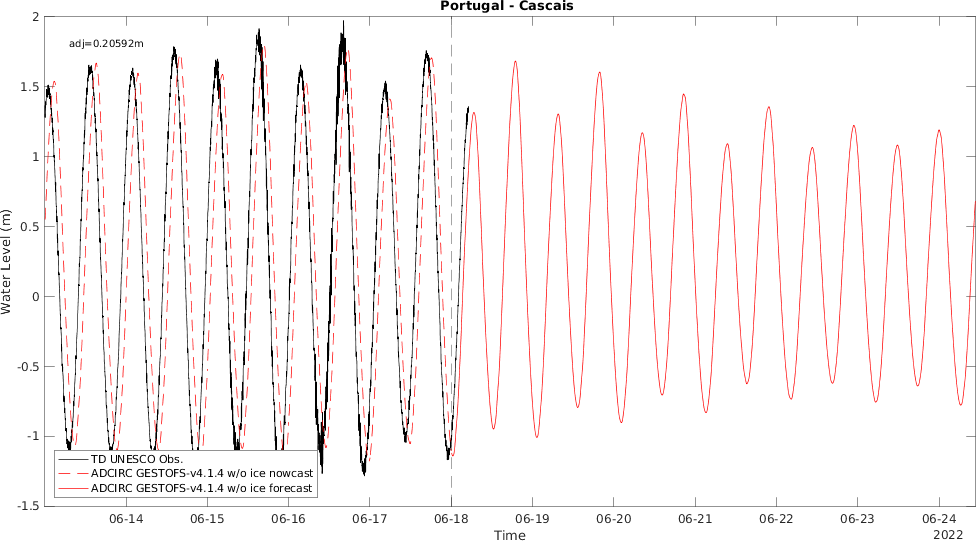 Portugal - Cascais
adj=0.20592m
2
1.5
1
0.5
0
-0.5
-1
-1.5
Water Level (m)
TD UNESCO Obs.
ADCIRC GESTOFS-v4.1.4 w/o ice nowcast
ADCIRC GESTOFS-v4.1.4 w/o ice forecast
06-14 06-15 06-16 06-17 06-18 06-19 06-20 06-21 06-22 06-23 06-24
Time
2022